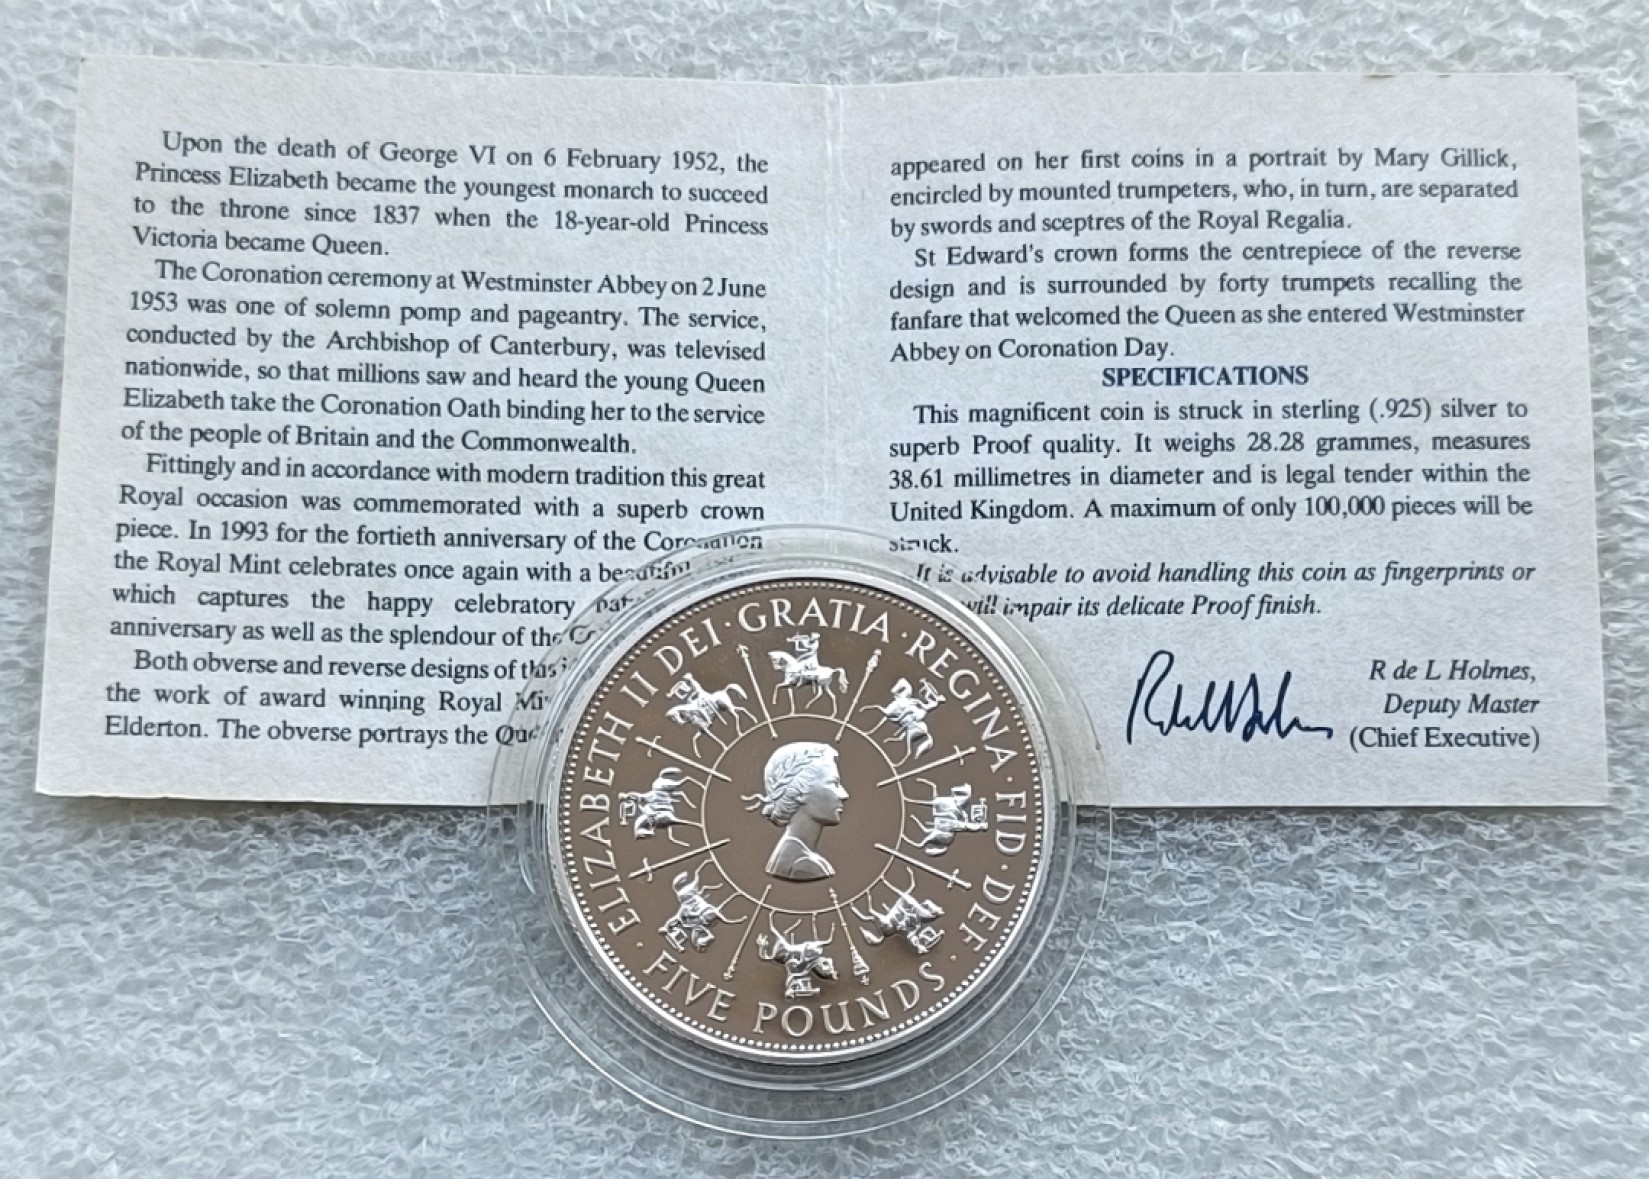 Upon the death of George VI on 6 February 1952, the
Princess Elizabeth became the youngest monarch to succeed
to the throne since 1837 when the 18-year-old Princess
Victoria became Queen.
The Coronation ceremony at Westminster Abbey on 2 June
1953 was one of solemn pomp and pageantry. The service,
conducted by the Archbishop of Canterbury, was televised
nationwide, so that millions saw and heard the young Queen
Elizabeth take the Coronation Oath binding her to the service
of the people of Britain and the Commonwealth.
Fittingly and in accordance with modern tradition this great
Royal occasion was commemorated with a superb crown
piece. In 1993 for the fortieth anniversary of the Coronation
the Royal Mint celebrates once again with a beautiful
which captures the happy celebratory
anniversary as well as the splendour of the
Both obverse and reverse designs of this
the work of award winning Royal
Elderton. The obverse portrays the
appeared on her first coins in a portrait by Mary Gillick,
encircled by mounted trumpeters, who, in turn, are separated
by swords and sceptres of the Royal Regalia.
St Edward's crown forms the centrepiece of the reverse
design and is surrounded by forty trumpets recalling the
fanfare that welcomed the Queen as she entered Westminster
Abbey on Coronation Day.
SPECIFICATIONS
This magnificent coin is struck in sterling (.925) silver to
superb Proof quality. It weighs 28.28 grammes, measures
38.61 millimetres in diameter and is legal tender within the
United Kingdom. A maximum of only 100,000 pieces will be
struck.
It is advisable to avoid handling this coin as fingerprints or
will impair its delicate Proof finish.
R de L Holmes,
Deputy Master
(Chief Executive)
ELIZABETH II DEI · GRATIA · REGINA · FID · DEF ·
FIVE POUNDS